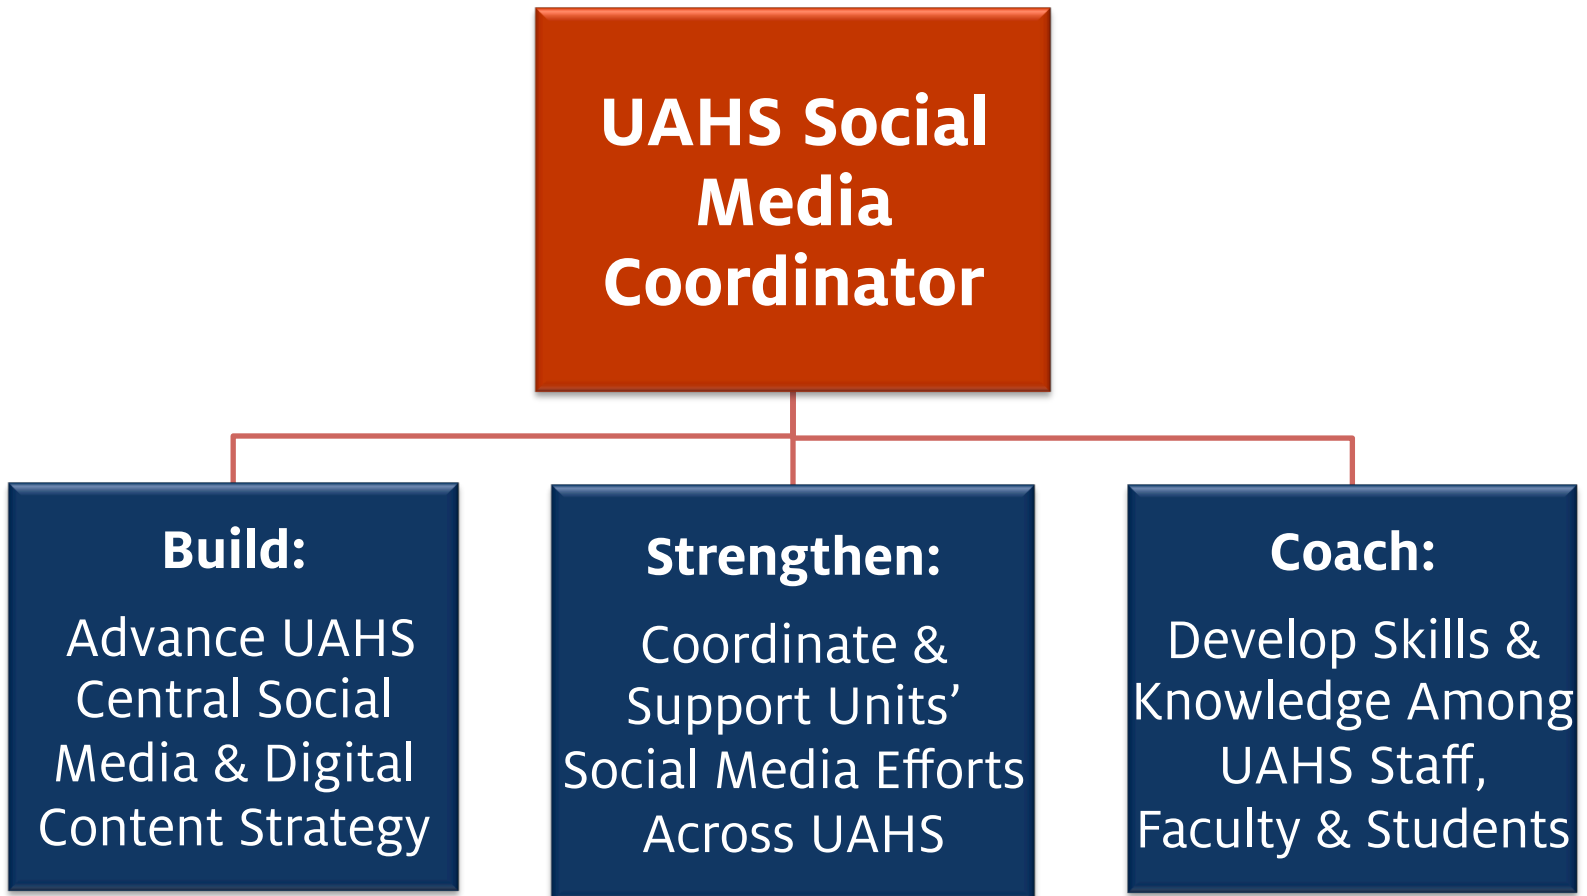 UAHS Social
Media
Coordinator
Build:
Advance UAHS
Central Social
Media & Digital
Content Strategy
Strengthen:
Coordinate &
Support Units’
Social Media Efforts
Across UAHS
Coach:
Develop Skills &
Knowledge Among
UAHS Staff,
Faculty & Students